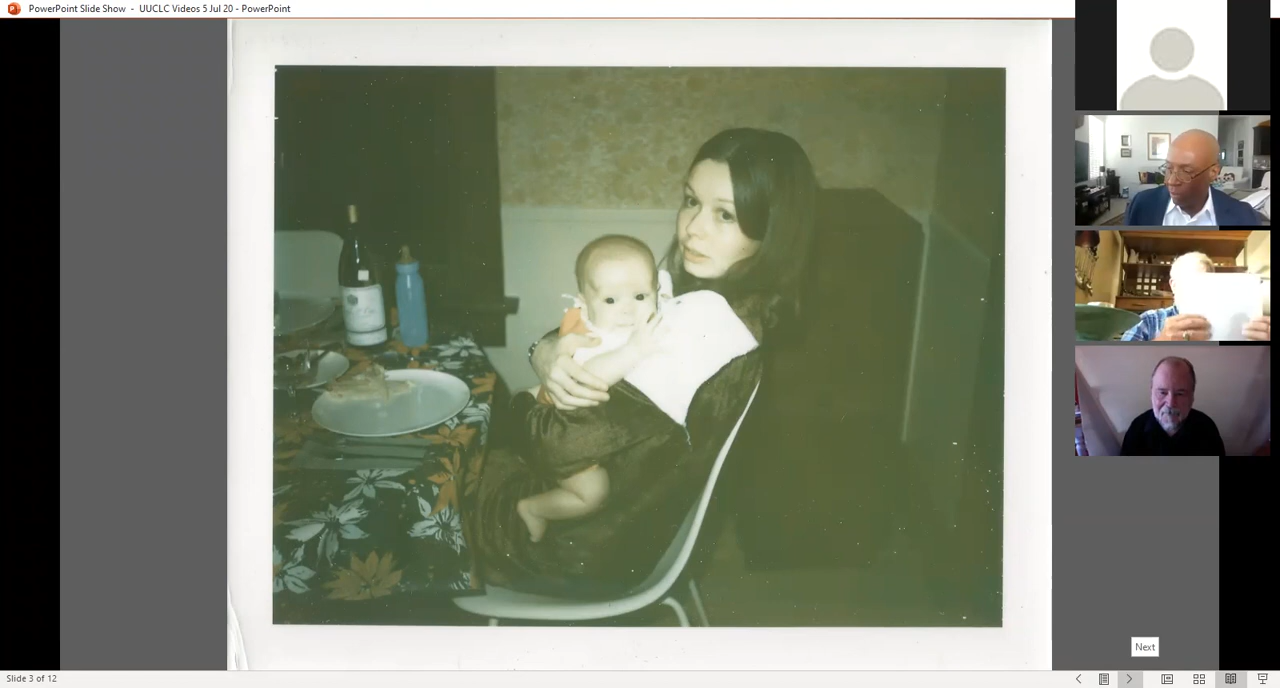 PowerPoint Slide Show - UUCLC Videos 5 Jul 20 - PowerPoint
Next
Slide 3 of 12